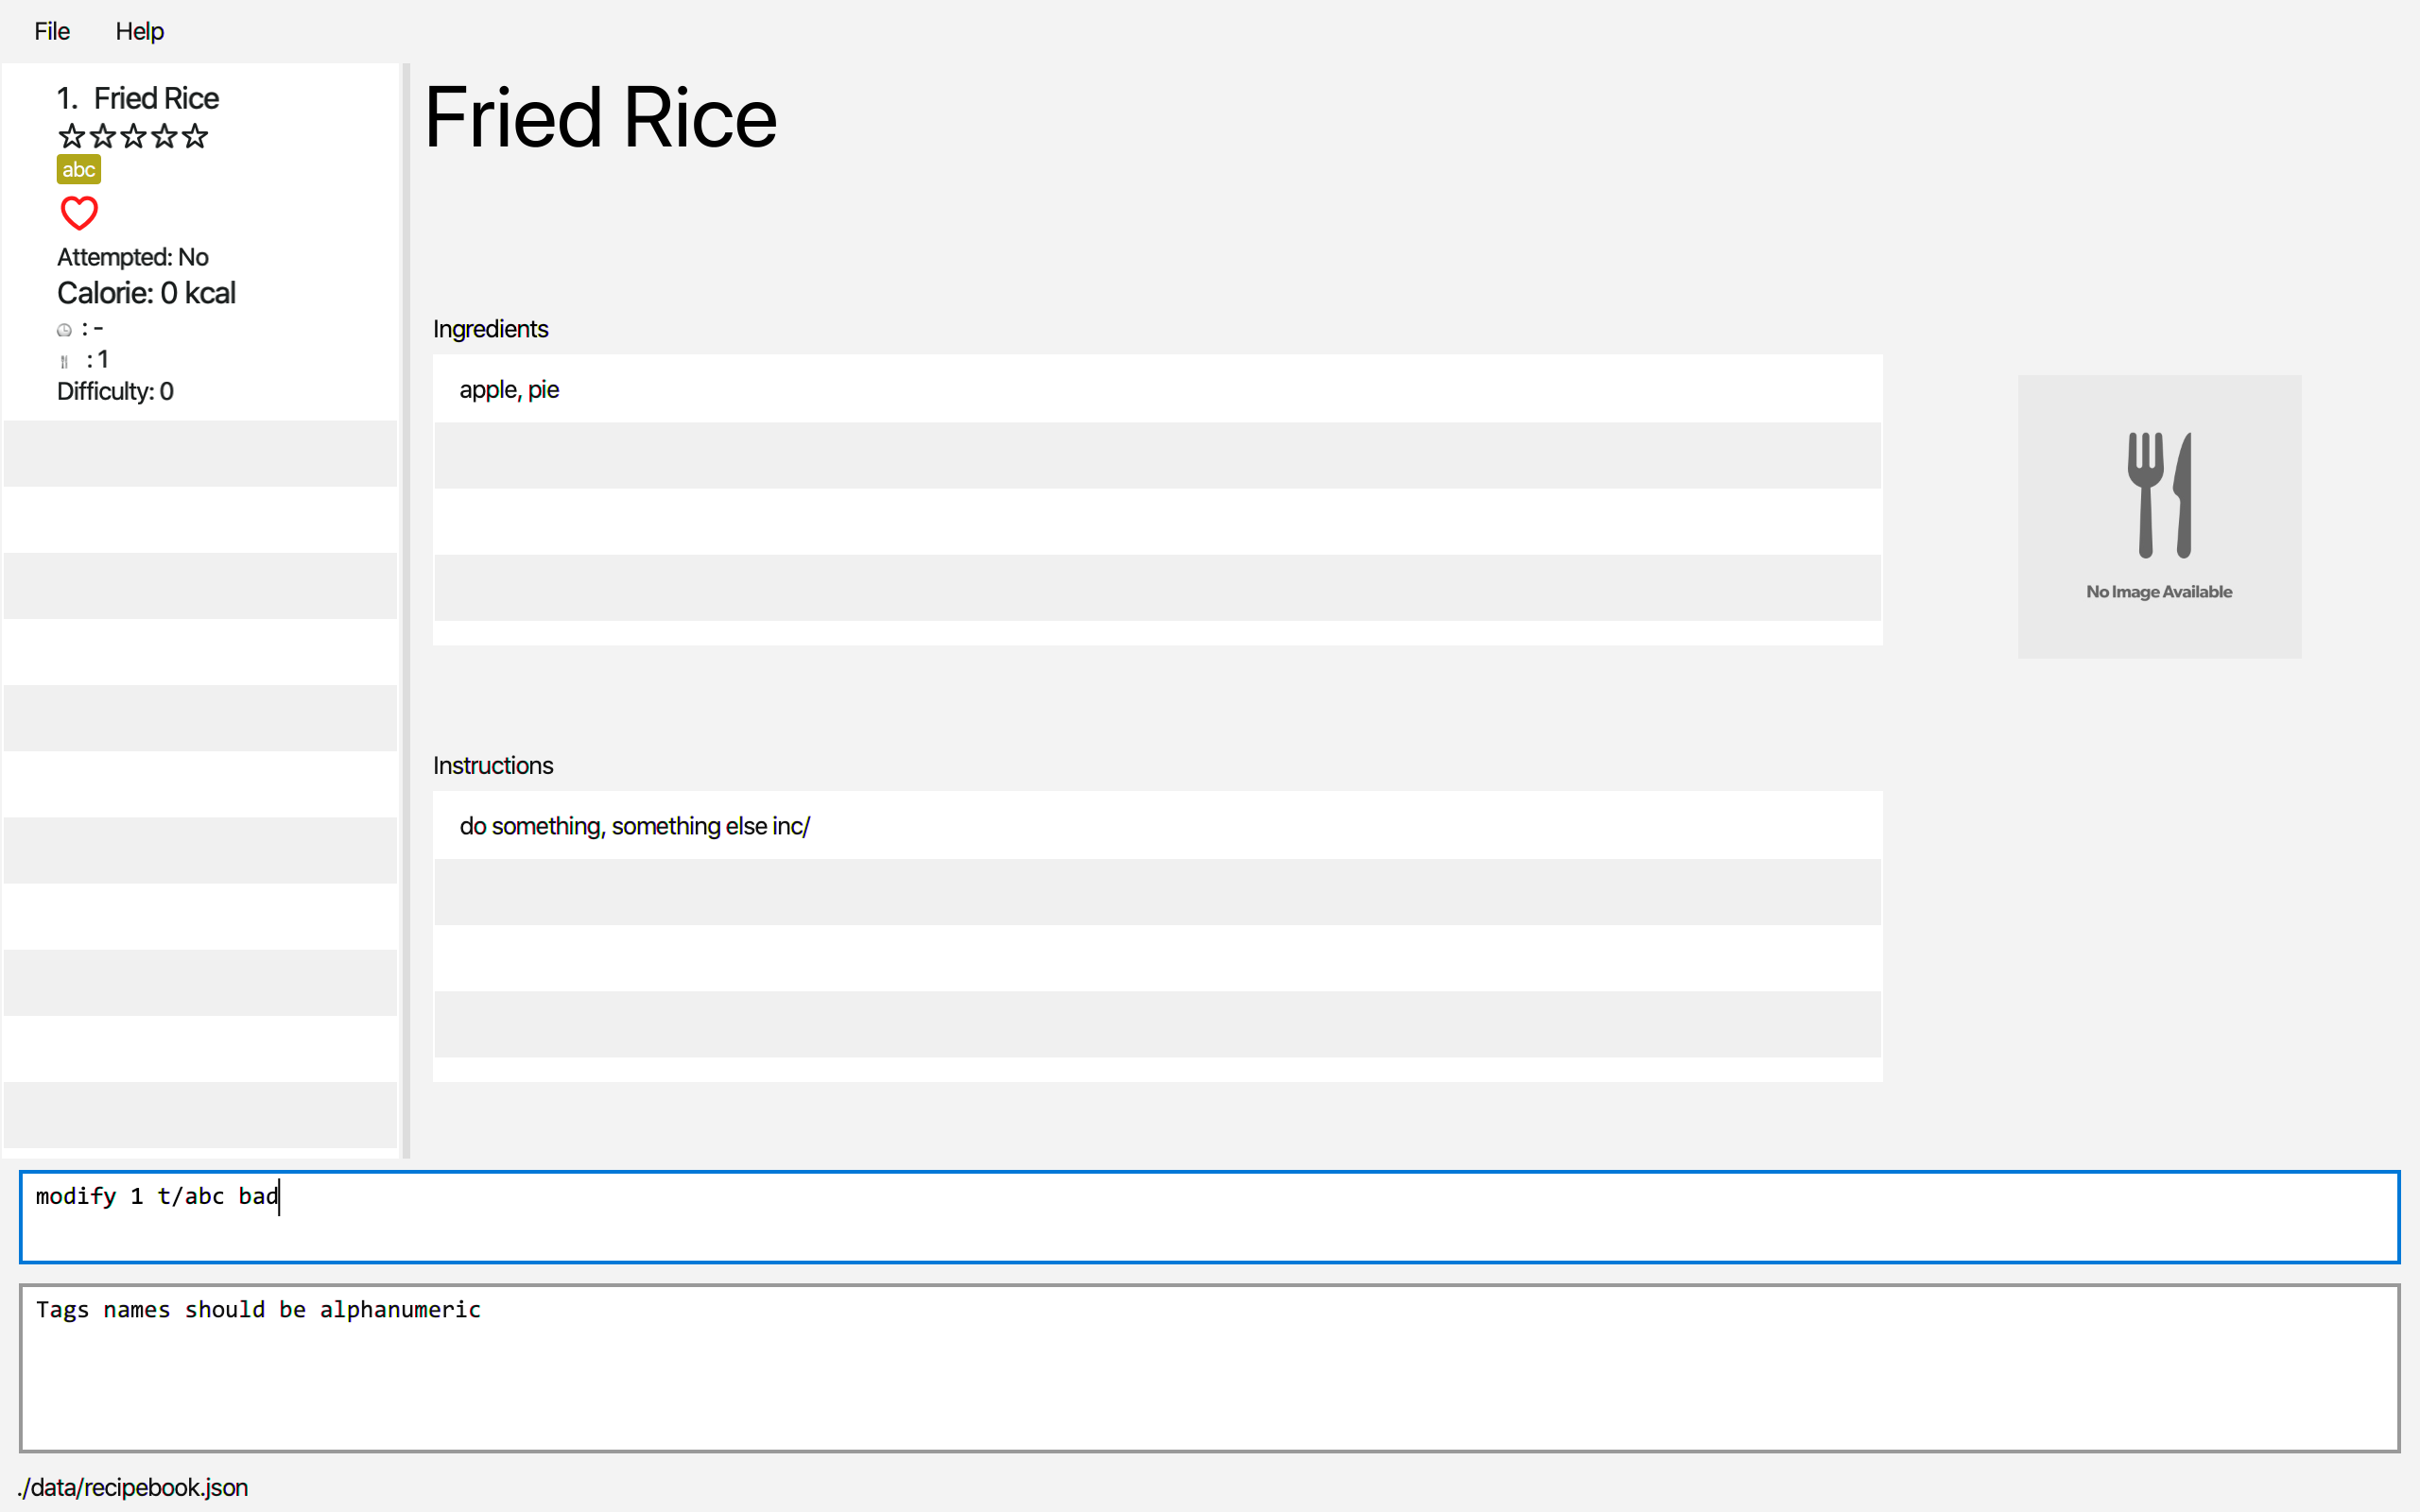 File Help
1. Fried Rice
abc
Attempted: No
Calorie: 0 kcal
: -
: 1
Difficulty: 0
Fried Rice
Ingredients
apple, pie
No Image Available
Instructions
do something, something else inc/
modify 1 t/abc bad
Tags names should be alphanumeric
./data/recipebook.json